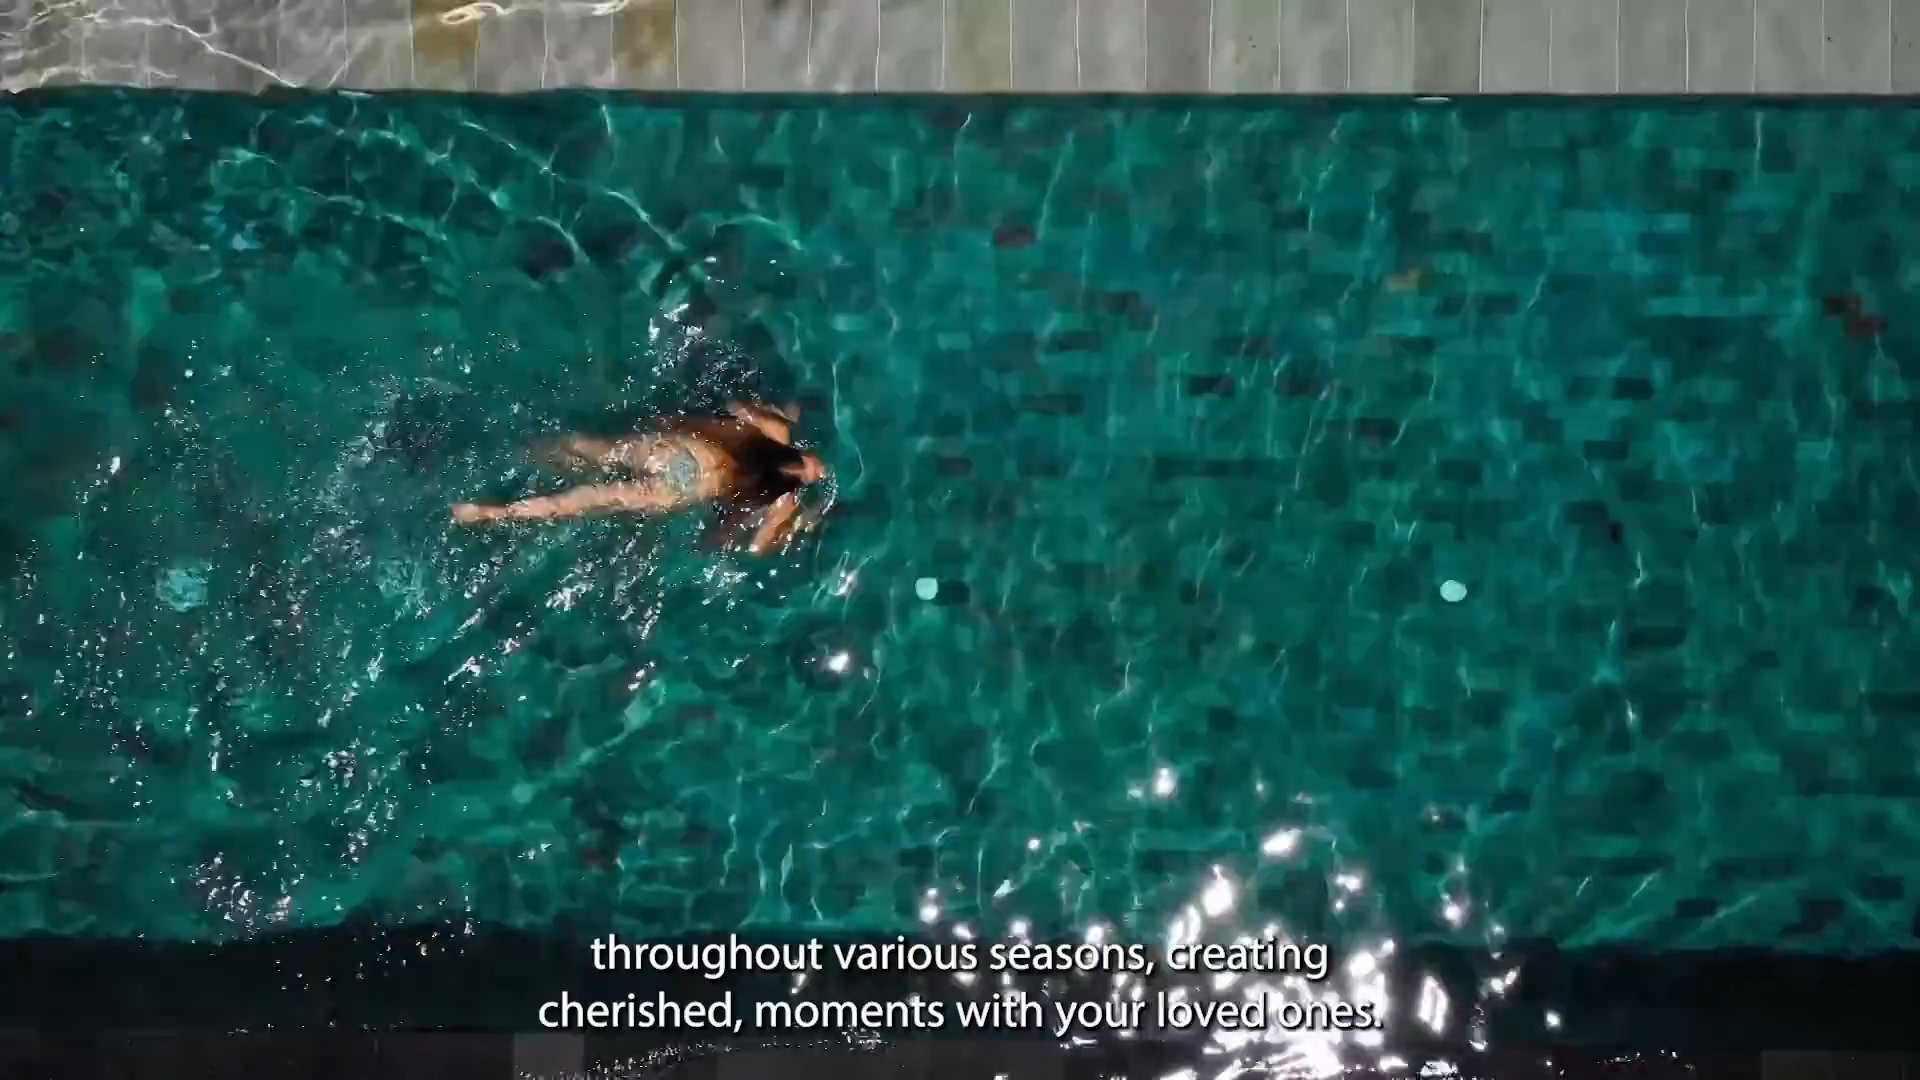 throughout various seasons, creating
cherished, moments with your loved ones.